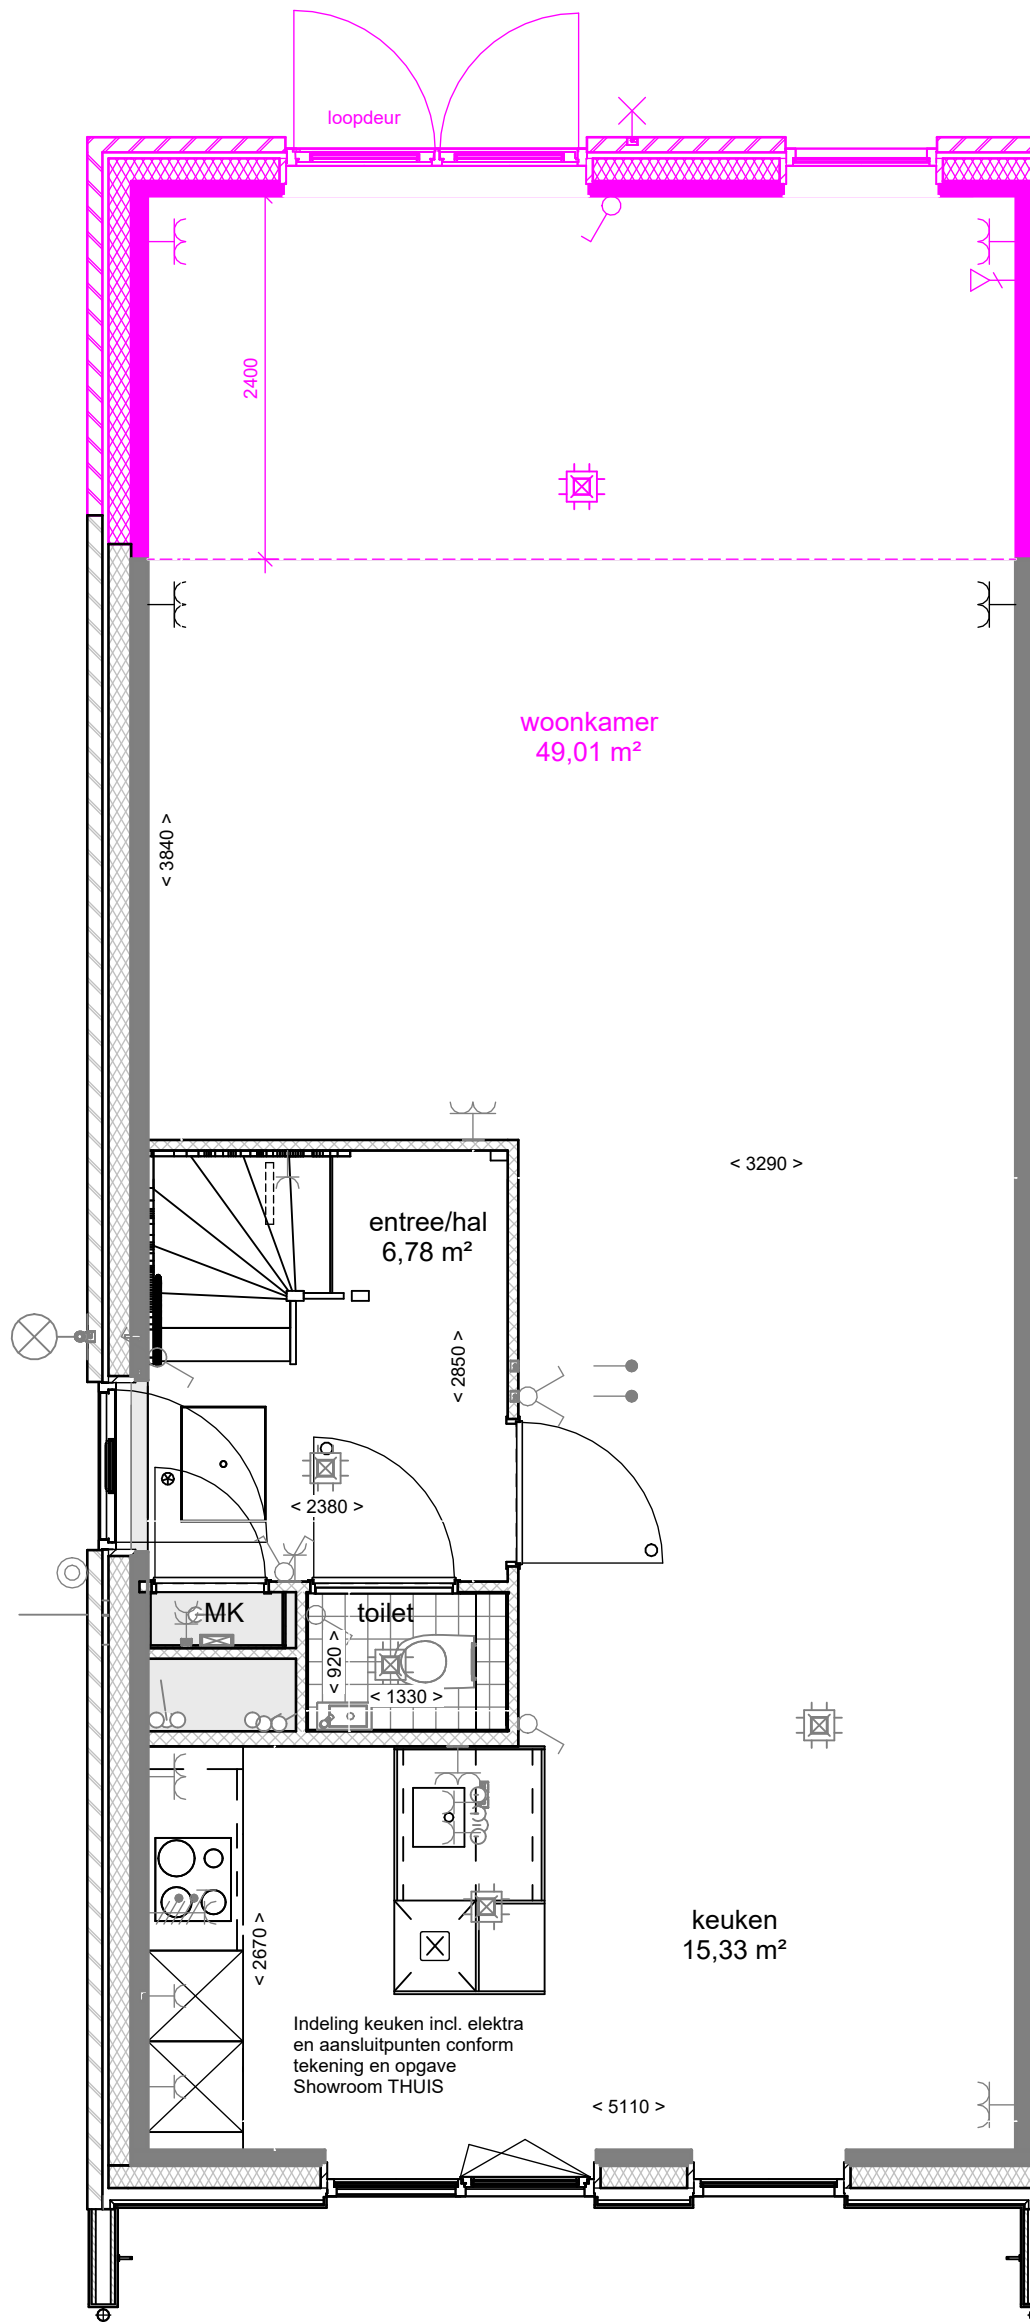 loopdeur
2400
woonkamer
49,01 m²
< 3840 >
< 3290 >
entree/hal
6,78 m²
< 2850 >
< 2380 >
MK
toilet
< 920 >
< 1330 >
keuken
15,33 m²
< 2670 >
Indeling keuken incl. elektra
en aansluitpunten conform
tekening en opgave
Showroom THUIS
< 5110 >